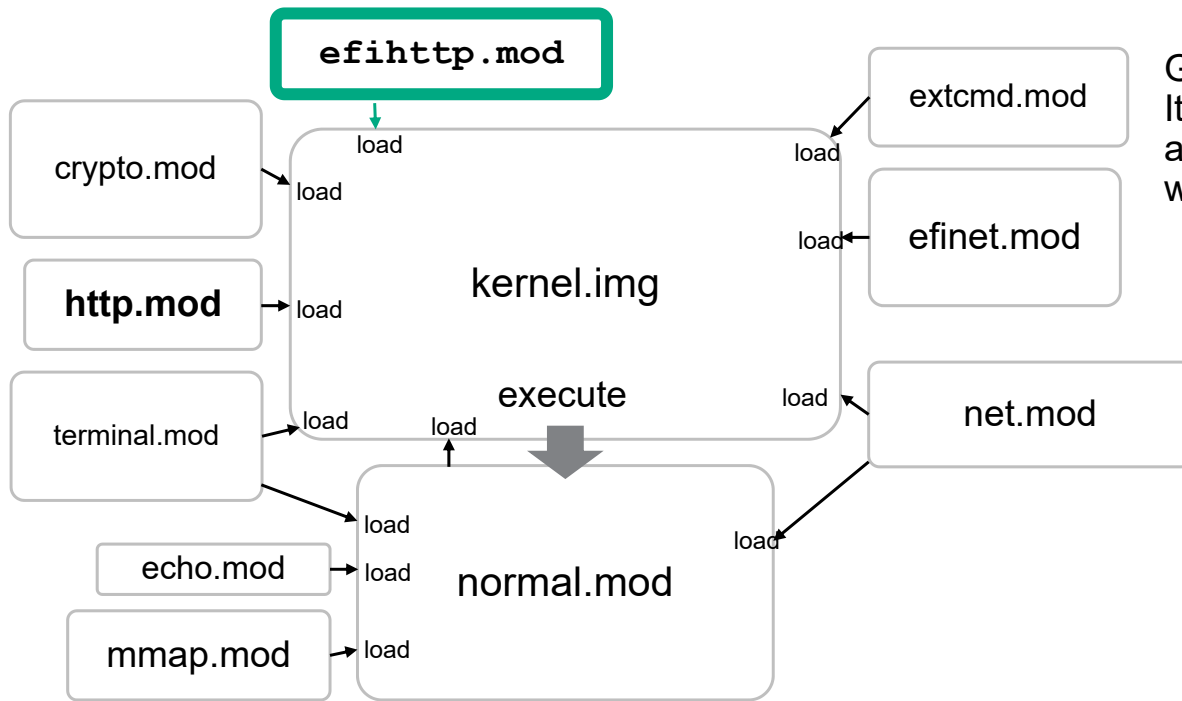 efihttp.mod
extcmd.mod
G
It
a
w
load
load
crypto.mod
load
load
efinet.mod
kernel.img
http.mod
load
execute
load
net.mod
terminal.mod
load
load
load
load
normal.mod
echo.mod
load
mmap.mod
load